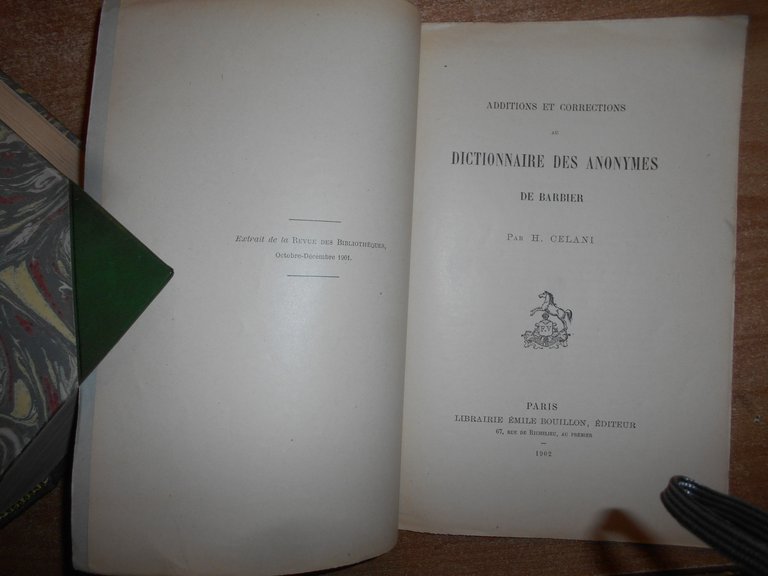 Extrait de la REVUE DES BIBLIOTHÈQUES,
Octobre-Décembre 1901.
ADDITIONS ET CORRECTIONS
AU
DICTIONNAIRE DES ANONYMES
DE BARBIER
PAR H. CELANI
PARIS
LIBRAIRIE ÉMILE BOUILLON, ÉDITEUR
67, RUE DE RICHELIEU, AU PREMIER
1902